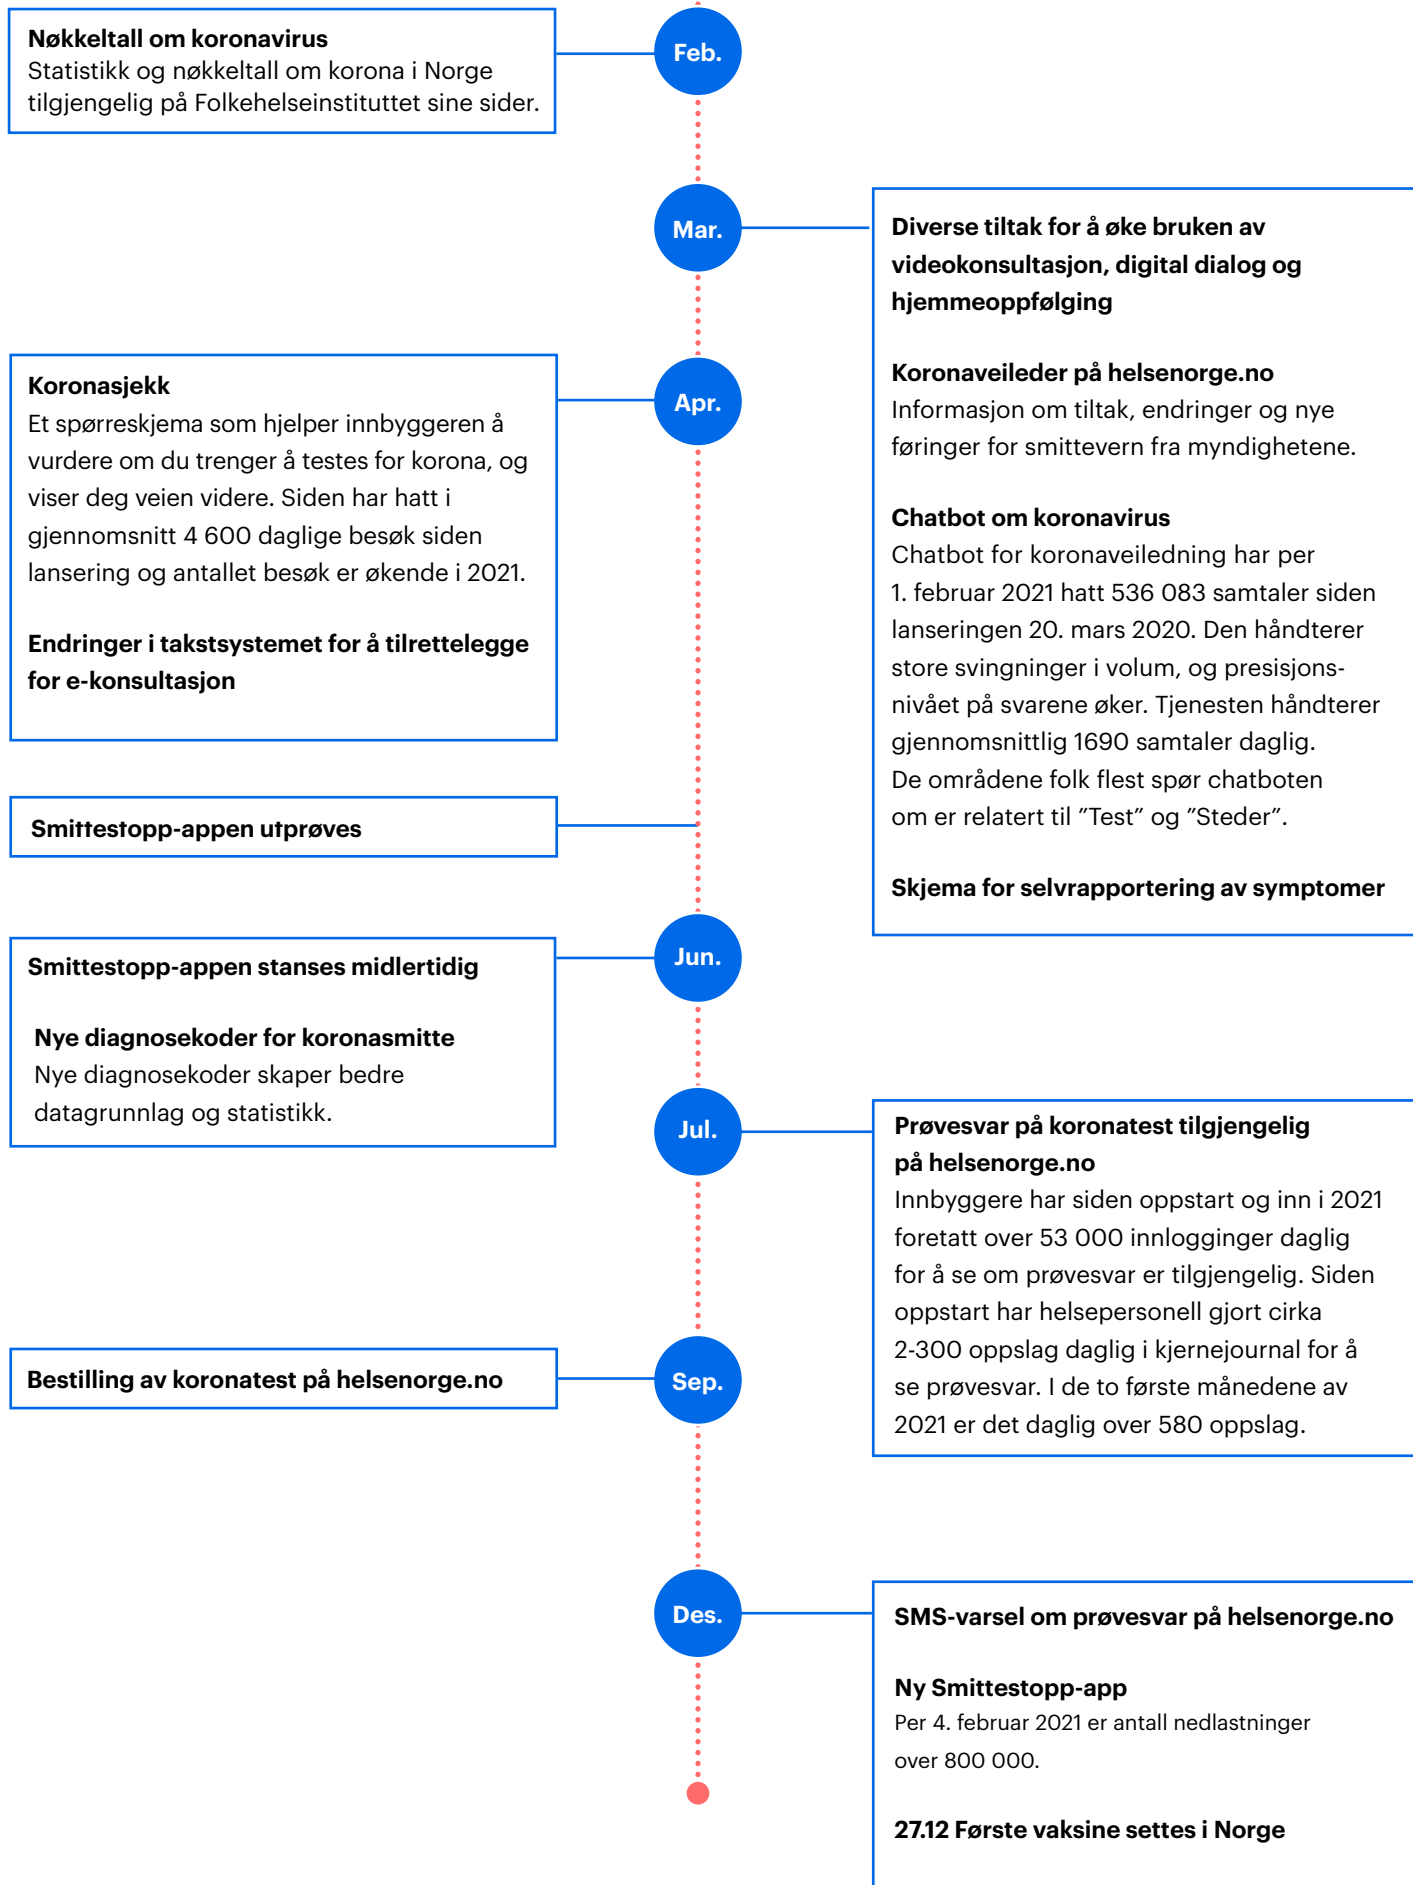 Feb.
Nøkkeltall om koronavirus
Statistikk og nøkkeltall om korona i Norge
tilgjengelig på Folkehelseinstituttet sine sider.
Mar.
Diverse tiltak for å øke bruken av
videokonsultasjon, digital dialog og
hjemmeoppfølging
Koronaveileder på helsenorge.no
Informasjon om tiltak, endringer og nye
føringer for smittevern fra myndighetene.
Chatbot om koronavirus
Chatbot for koronaveiledning har per
1. februar 2021 hatt 536 083 samtaler siden
lanseringen 20. mars 2020. Den håndterer
store svingninger i volum, og presisjons-
nivået på svarene øker. Tjenesten håndterer
gjennomsnittlig 1690 samtaler daglig.
De områdene folk flest spør chatboten
om er relatert til ”Test” og ”Steder”.
Skjema for selvrapportering av symptomer
Apr.
Koronasjekk
Et spørreskjema som hjelper innbyggeren å
vurdere om du trenger å testes for korona, og
viser deg veien videre. Siden har hatt i
gjennomsnitt 4 600 daglige besøk siden
lansering og antallet besøk er økende i 2021.
Endringer i takstsystemet for å tilrettelegge
for e-konsultasjon
Smittestopp-appen utprøves
Jun.
Smittestopp-appen stanses midlertidig
Nye diagnosekoder for koronasmitte
Nye diagnosekoder skaper bedre
datagrunnlag og statistikk.
Jul.
Prøvesvar på koronatest tilgjengelig
på helsenorge.no
Innbyggere har siden oppstart og inn i 2021
foretatt over 53 000 innlogginger daglig
for å se om prøvesvar er tilgjengelig. Siden
oppstart har helsepersonell gjort cirka
2-300 oppslag daglig i kjernejournal for å
se prøvesvar. I de to første månedene av
2021 er det daglig over 580 oppslag.
Sep.
Bestilling av koronatest på helsenorge.no
Des.
SMS-varsel om prøvesvar på helsenorge.no
Ny Smittestopp-app
Per 4. februar 2021 er antall nedlastninger
over 800 000.
27.12 Første vaksine settes i Norge